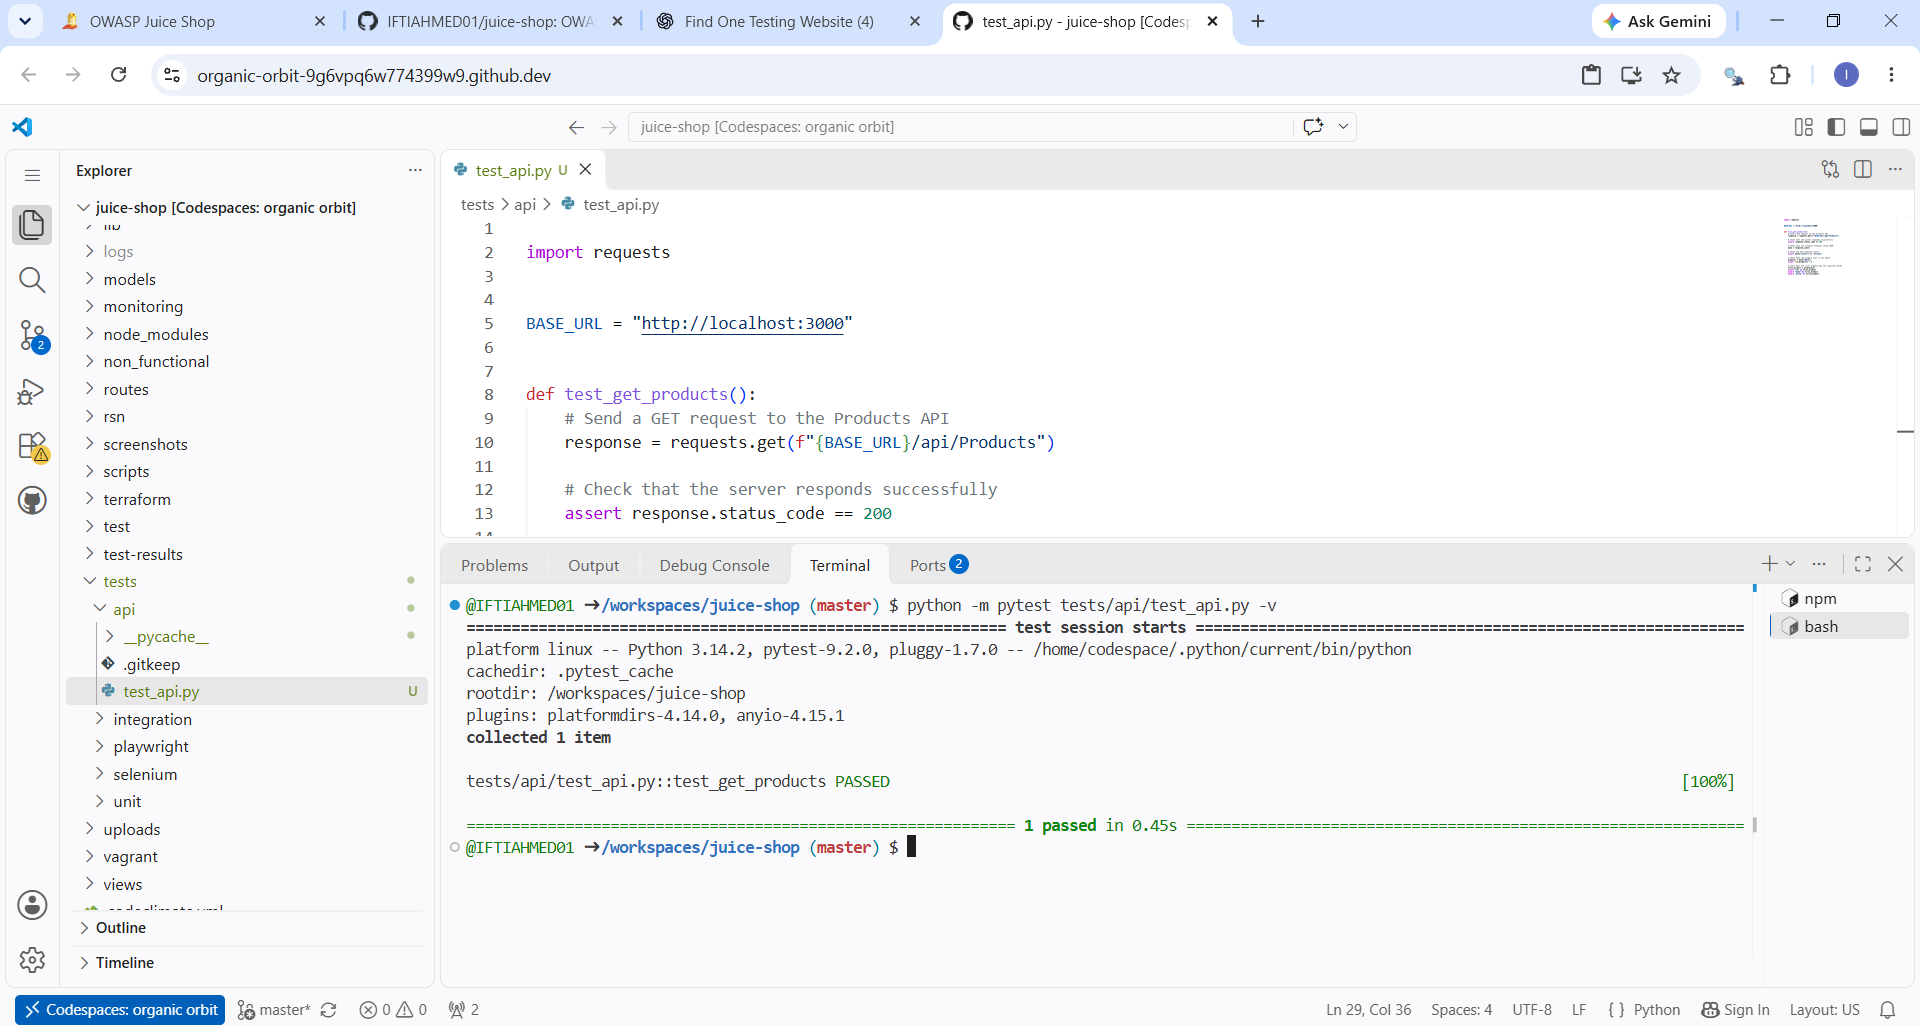 OWASP Juice Shop
IFTIAHMED01/juice-shop: OWA
Find One Testing Website (4)
test_api.py - juice-shop [Codesp
Ask Gemini
organic-orbit-9g6vpq6w774399w9.github.dev
I
juice-shop [Codespaces: organic orbit]
Explorer
juice-shop [Codespaces: organic orbit]
lib
logs
models
monitoring
node_modules
non_functional
routes
rsn
screenshots
scripts
terraform
test
test-results
tests
api
__pycache__
.gitkeep
test_api.py U
integration
playwright
selenium
unit
uploads
vagrant
views
Outline
Timeline
2
test_api.py U
tests > api > test_api.py
1
2 import requests
3
4
5 BASE_URL = "http://localhost:3000"
6
7
8 def test_get_products():
9 # Send a GET request to the Products API
10 response = requests.get(f"{BASE_URL}/api/Products")
11
12 # Check that the server responds successfully
13 assert response.status_code == 200
14
Problems Output Debug Console Terminal Ports 2
@IFTIAHMED01 ➜/workspaces/juice-shop (master) $ python -m pytest tests/api/test_api.py -v
============================================================ test session starts =============================================================
platform linux -- Python 3.14.2, pytest-9.2.0, pluggy-1.7.0 -- /home/codespace/.python/current/bin/python
cachedir: .pytest_cache
rootdir: /workspaces/juice-shop
plugins: platformdirs-4.14.0, anyio-4.15.1
collected 1 item
tests/api/test_api.py::test_get_products PASSED [100%]
============================================================= 1 passed in 0.45s ==============================================================
@IFTIAHMED01 ➜/workspaces/juice-shop (master) $
npm
bash
Codespaces: organic orbit master* 0 0 2 Ln 29, Col 36 Spaces: 4 UTF-8 LF { } Python Sign In Layout: US